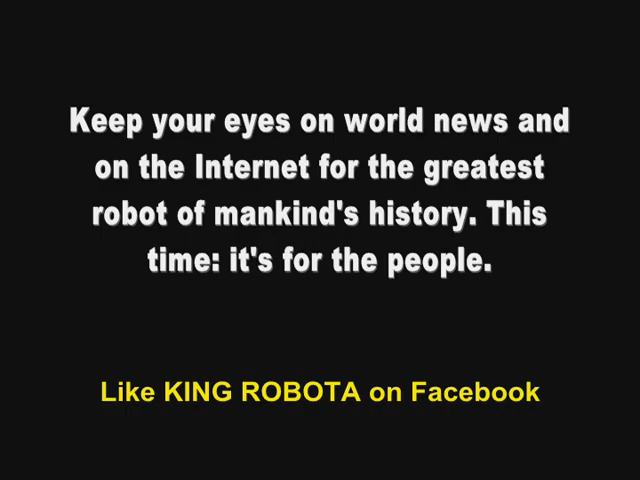 Keep your eyes on world news and
on the Internet for the greatest
robot of mankind's history. This
time: it's for the people.
Like KING ROBOTA on Facebook